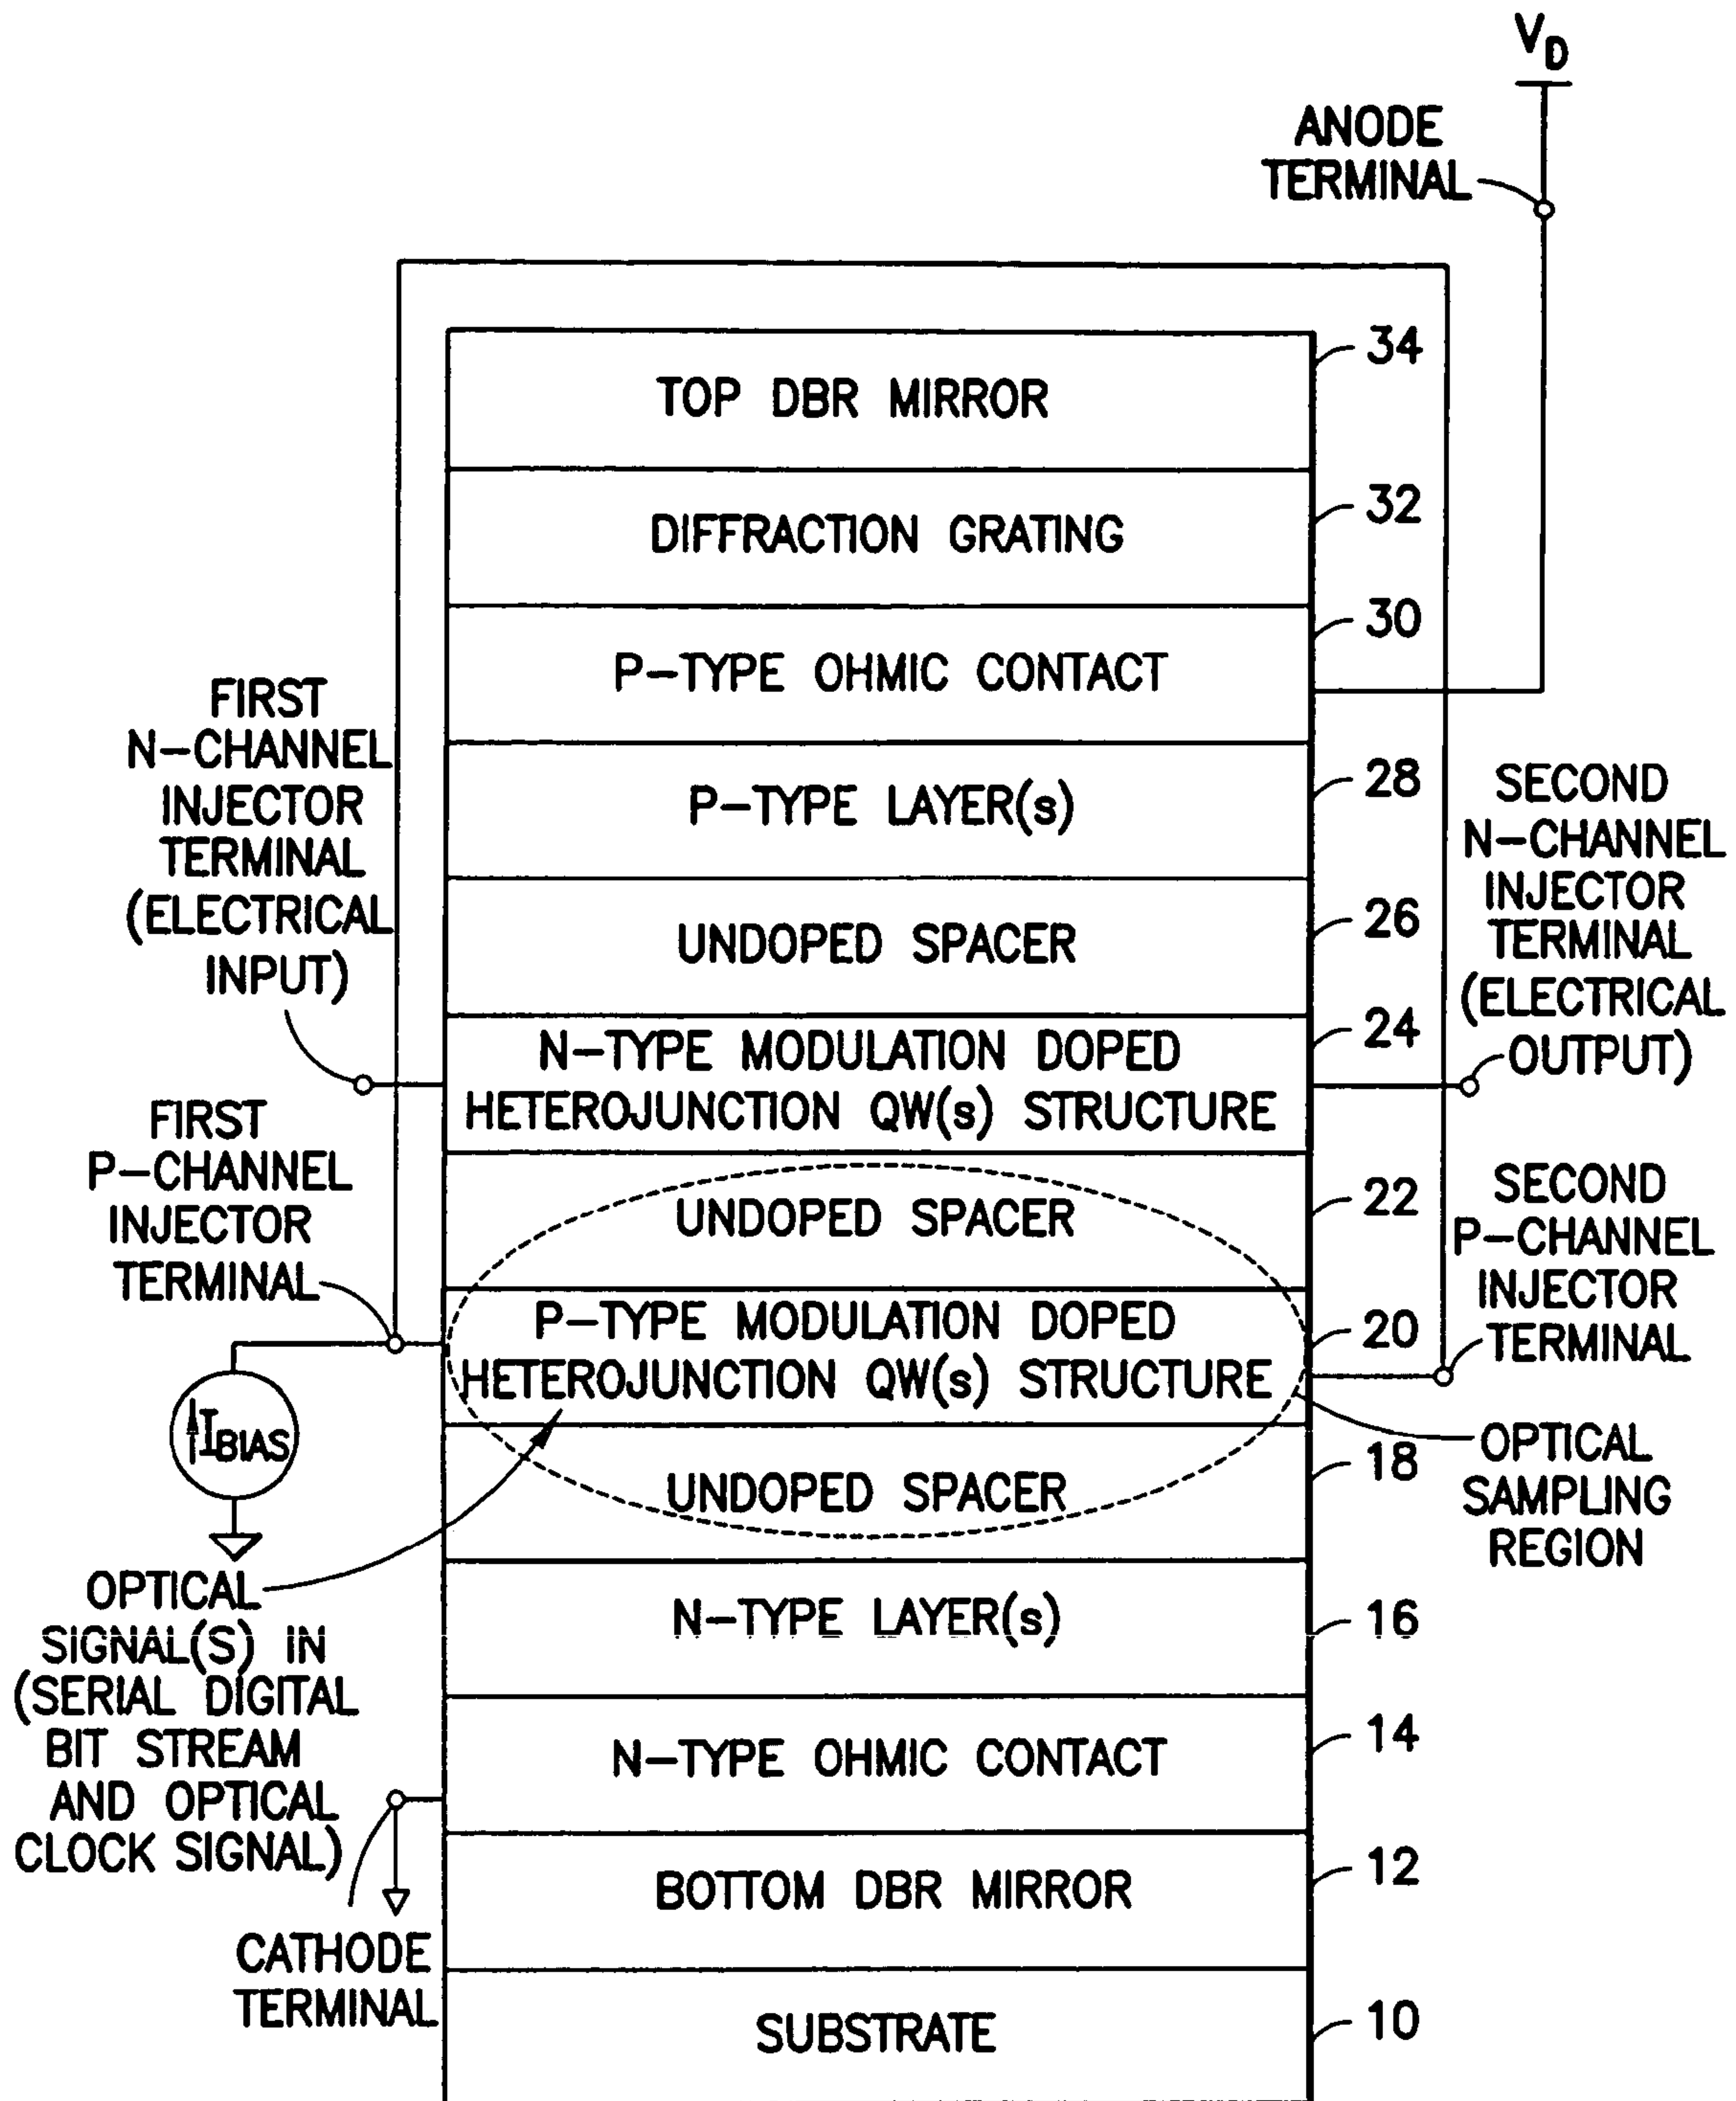 V_D
ANODE
TERMINAL
34
TOP DBR MIRROR
32
DIFFRACTION GRATING
30
P-TYPE OHMIC CONTACT
FIRST
N-CHANNEL
INJECTOR
TERMINAL
(ELECTRICAL
INPUT)
28
P-TYPE LAYER(s)
SECOND
N-CHANNEL
INJECTOR
TERMINAL
(ELECTRICAL
OUTPUT)
26
UNDOPED SPACER
24
N-TYPE MODULATION DOPED
HETEROJUNCTION QW(s) STRUCTURE
FIRST
P-CHANNEL
INJECTOR
TERMINAL
22
UNDOPED SPACER
SECOND
P-CHANNEL
INJECTOR
TERMINAL
20
P-TYPE MODULATION DOPED
HETEROJUNCTION QW(s) STRUCTURE
I_BIAS
18
UNDOPED SPACER
OPTICAL
SAMPLING
REGION
OPTICAL
SIGNAL(S) IN
(SERIAL DIGITAL
BIT STREAM
AND OPTICAL
CLOCK SIGNAL)
16
N-TYPE LAYER(s)
14
N-TYPE OHMIC CONTACT
12
BOTTOM DBR MIRROR
CATHODE
TERMINAL
10
SUBSTRATE